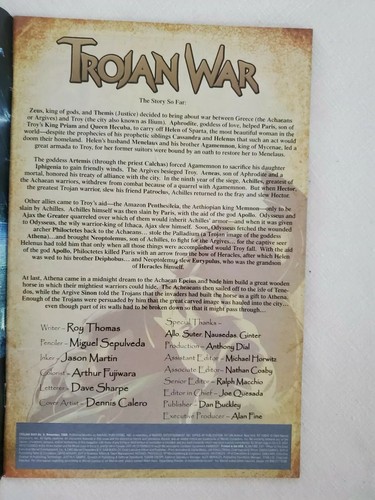 TROJAN WAR
The Story So Far:
Zeus, king of gods, and Themis (Justice) decided to bring about war between Greece (the Achaeans
or Argives) and Troy (the city also known as Ilium). Aphrodite, goddess of love, helped Paris, son of
Troy's King Priam and Queen Hecuba, to carry off Helen of Sparta, the most beautiful woman in the
world—despite the prophecies of his prophetic siblings Cassandra and Helenus that such an act would
doom their homeland. Helen's husband Menelaus and his brother Agamemnon, king of Mycenae, led a
great armada to Troy, for her former suitors were bound by an oath to restore her to Menelaus.
The goddess Artemis (through the priest Calchas) forced Agamemnon to sacrifice his daughter
Iphigenia to gain friendly winds. The Argives besieged Troy. Aeneas, son of Aphrodite and a
mortal, honored his treaty of alliance with the city. In the ninth year of the siege, Achilles, greatest of
the Achaean warriors, withdrew from combat because of a quarrel with Agamemnon. But when Hector,
the greatest Trojan warrior, slew his friend Patroclus, Achilles returned to the fray and slew Hector.
Other allies came to Troy's aid—the Amazon Penthesileia, the Aethiopian king Memnon—only to be
slain by Achilles. Achilles himself was then slain by Paris, with the aid of the god Apollo. Odysseus and
Ajax the Greater quarreled over which of them would inherit Achilles' armor—and when it was given
to Odysseus, the wily warrior-king of Ithaca, Ajax slew himself. Soon, Odysseus fetched the wounded
archer Philoctetes back to the Achaeans... stole the Palladium (a Trojan image of the goddess
Athena)...and brought Neoptolemus, son of Achilles, to fight for the Argives... for the captive seer
Helenus had told him that only when all those things were accomplished would Troy fall. With the aid
of the god Apollo, Philoctetes killed Paris with an arrow from the bow of Heracles, after which Helen
was wed to his brother Deiphobus... and Neoptolemus slew Eurypylus, who was the grandson
of Heracles himself.
At last, Athena came in a midnight dream to the Achaean Epeius and bade him build a great wooden
horse in which their mightiest warriors could hide. The Achaeans then sailed off to the isle of Tene-
dos, while the Argive Sinon told the Trojans that the invaders had built the horse as a gift to Athena.
Enough of the Trojans were persuaded by him that the great carved image was hauled into the city...
even though part of its walls had to be broken down so that it might pass through...
Writer – Roy Thomas
Penciler – Miguel Sepulveda
Inker – Jason Martin
Colorist – Arthur Fujiwara
Letterer – Dave Sharpe
Cover Artist – Dennis Calero
Special Thanks –
Allo, Suter, Nausedas, Ginter
Production – Anthony Dial
Assistant Editor – Michael Horwitz
Associate Editor – Nathan Cosby
Senior Editor – Ralph Macchio
Editor in Chief – Joe Quesada
Publisher – Dan Buckley
Executive Producer – Alan Fine